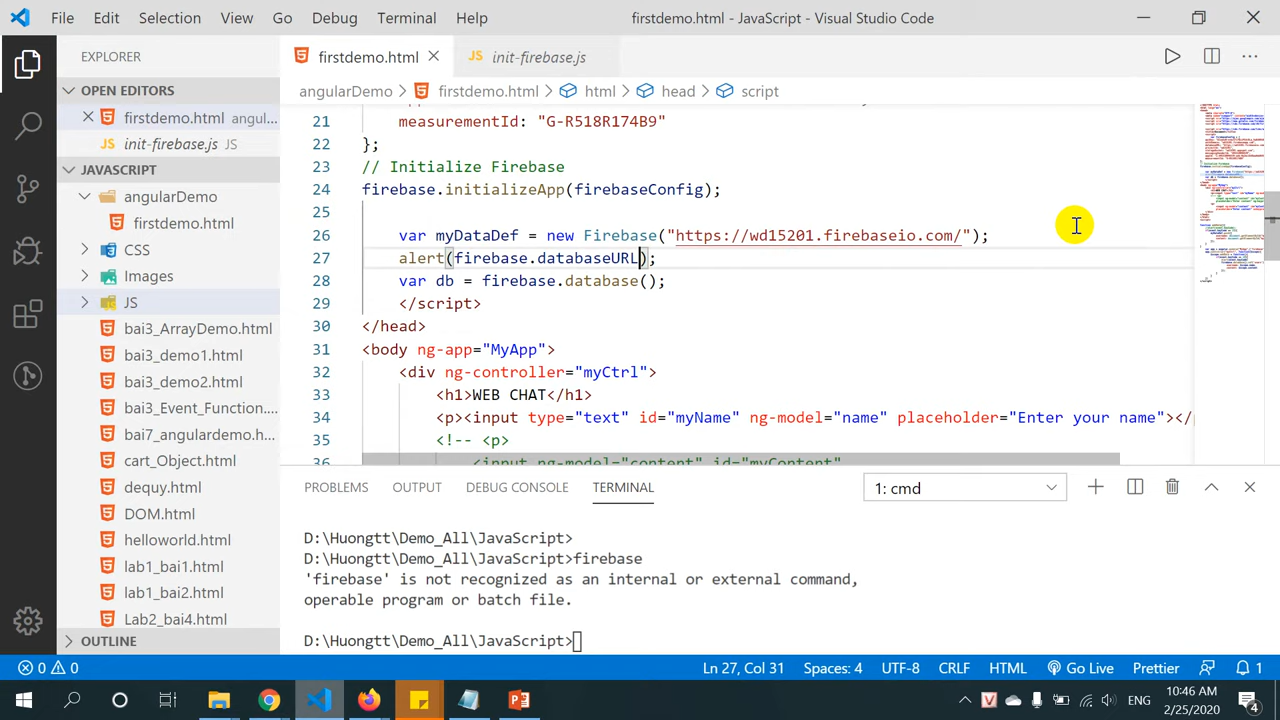 File Edit Selection View Go Debug Terminal Help firstdemo.html - JavaScript - Visual Studio Code
EXPLORER
firstdemo.html
JS init-firebase.js
OPEN EDITORS
angularDemo > firstdemo.html > html > head > script
firstdemo.html angul...
init-firebase.js JS
JAVASCRIPT
angularDemo
firstdemo.html
CSS
Images
JS
bai3_ArrayDemo.html
bai3_demo1.html
bai3_demo2.html
bai3_Event_Function....
bai7_angulardemo.h...
cart_Object.html
dequy.html
DOM.html
helloworld.html
lab1_bai1.html
lab1_bai2.html
Lab2_bai4.html
OUTLINE
21 measurementId: "G-R518R174B9"
22 };
23 // Initialize Firebase
24 firebase.initializeApp(firebaseConfig);
25
26 var myDataDef = new Firebase("https://wd15201.firebaseio.com/");
27 alert(firebase.databaseURL);
28 var db = firebase.database();
29 </script>
30 </head>
31 <body ng-app="MyApp">
32 <div ng-controller="myCtrl">
33 <h1>WEB CHAT</h1>
34 <p><input type="text" id="myName" ng-model="name" placeholder="Enter your name"></
35 <!-- <p>
36 <input ng-model="content" id="myContent"
PROBLEMS OUTPUT DEBUG CONSOLE TERMINAL 1: cmd
D:\Huongtt\Demo_All\JavaScript>
D:\Huongtt\Demo_All\JavaScript>firebase
'firebase' is not recognized as an internal or external command,
operable program or batch file.
D:\Huongtt\Demo_All\JavaScript>
0 0 Ln 27, Col 31 Spaces: 4 UTF-8 CRLF HTML Go Live Prettier 1
ENG 10:46 AM
2/25/2020 4